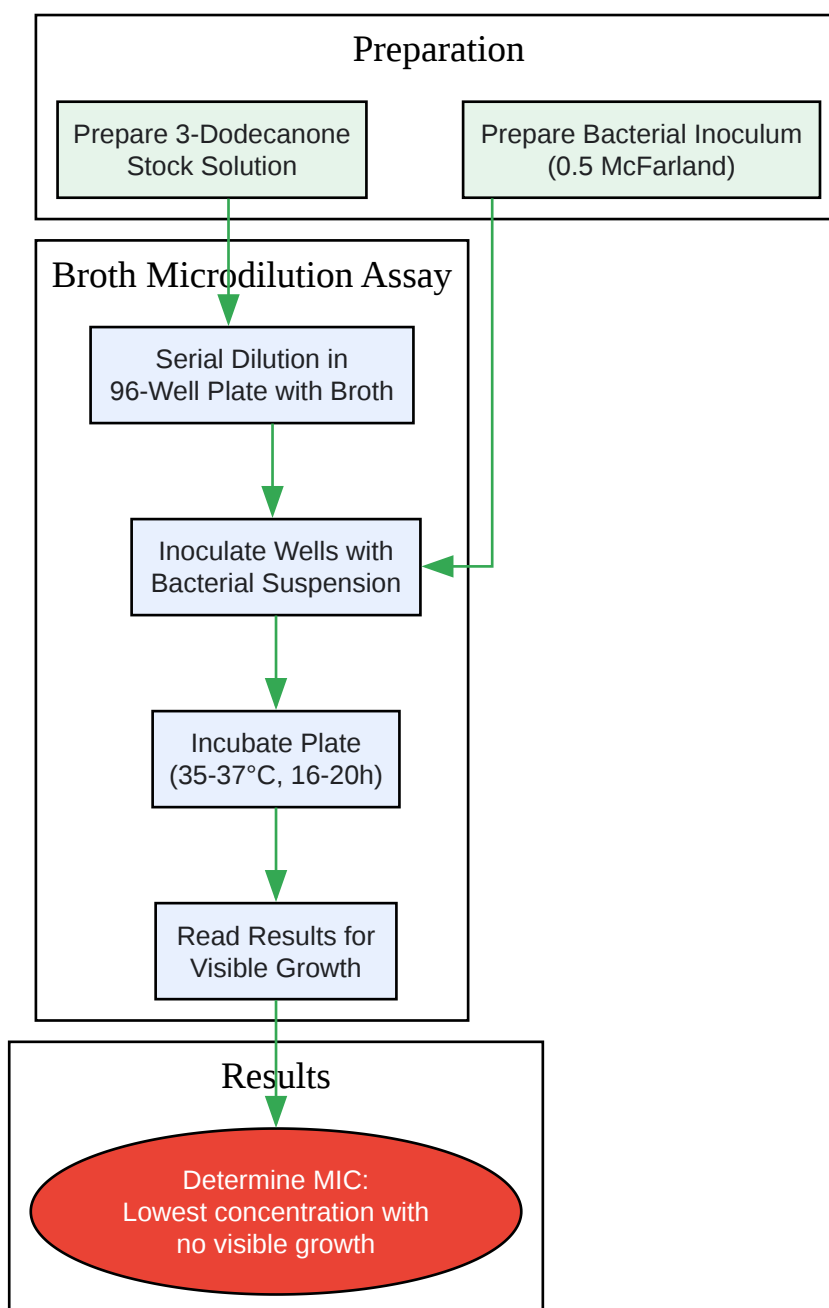 Preparation
Prepare 3-Dodecanone
Stock Solution
Prepare Bacterial Inoculum
(0.5 McFarland)
Broth Microdilution Assay
Serial Dilution in
96-Well Plate with Broth
Inoculate Wells with
Bacterial Suspension
Incubate Plate
(35-37°C, 16-20h)
Read Results for
Visible Growth
Results
Determine MIC:
Lowest concentration with
no visible growth